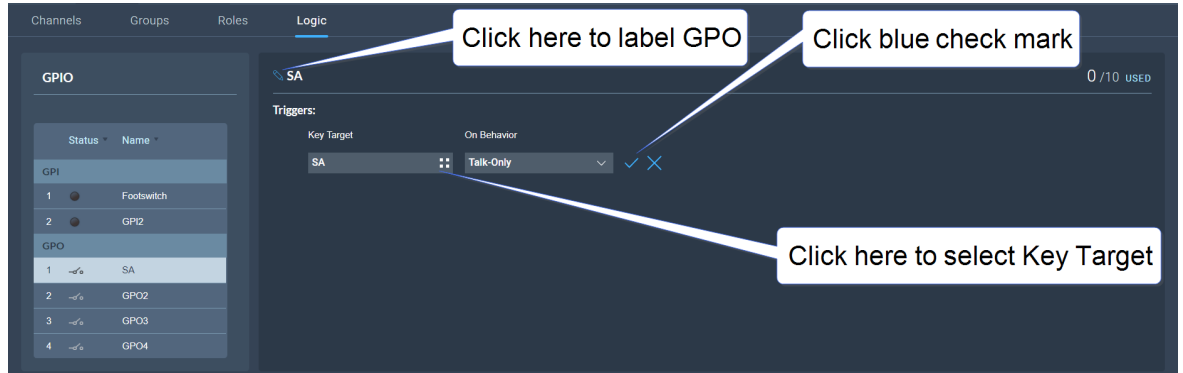 Channels Groups Roles Logic
Click here to label GPO
Click blue check mark
GPIO
SA
0/10 USED
Triggers:
Key Target On Behavior
SA Talk-Only
Status Name
GPI
1 Footswitch
2 GPI2
GPO
1 SA
2 GPO2
3 GPO3
4 GPO4
Click here to select Key Target